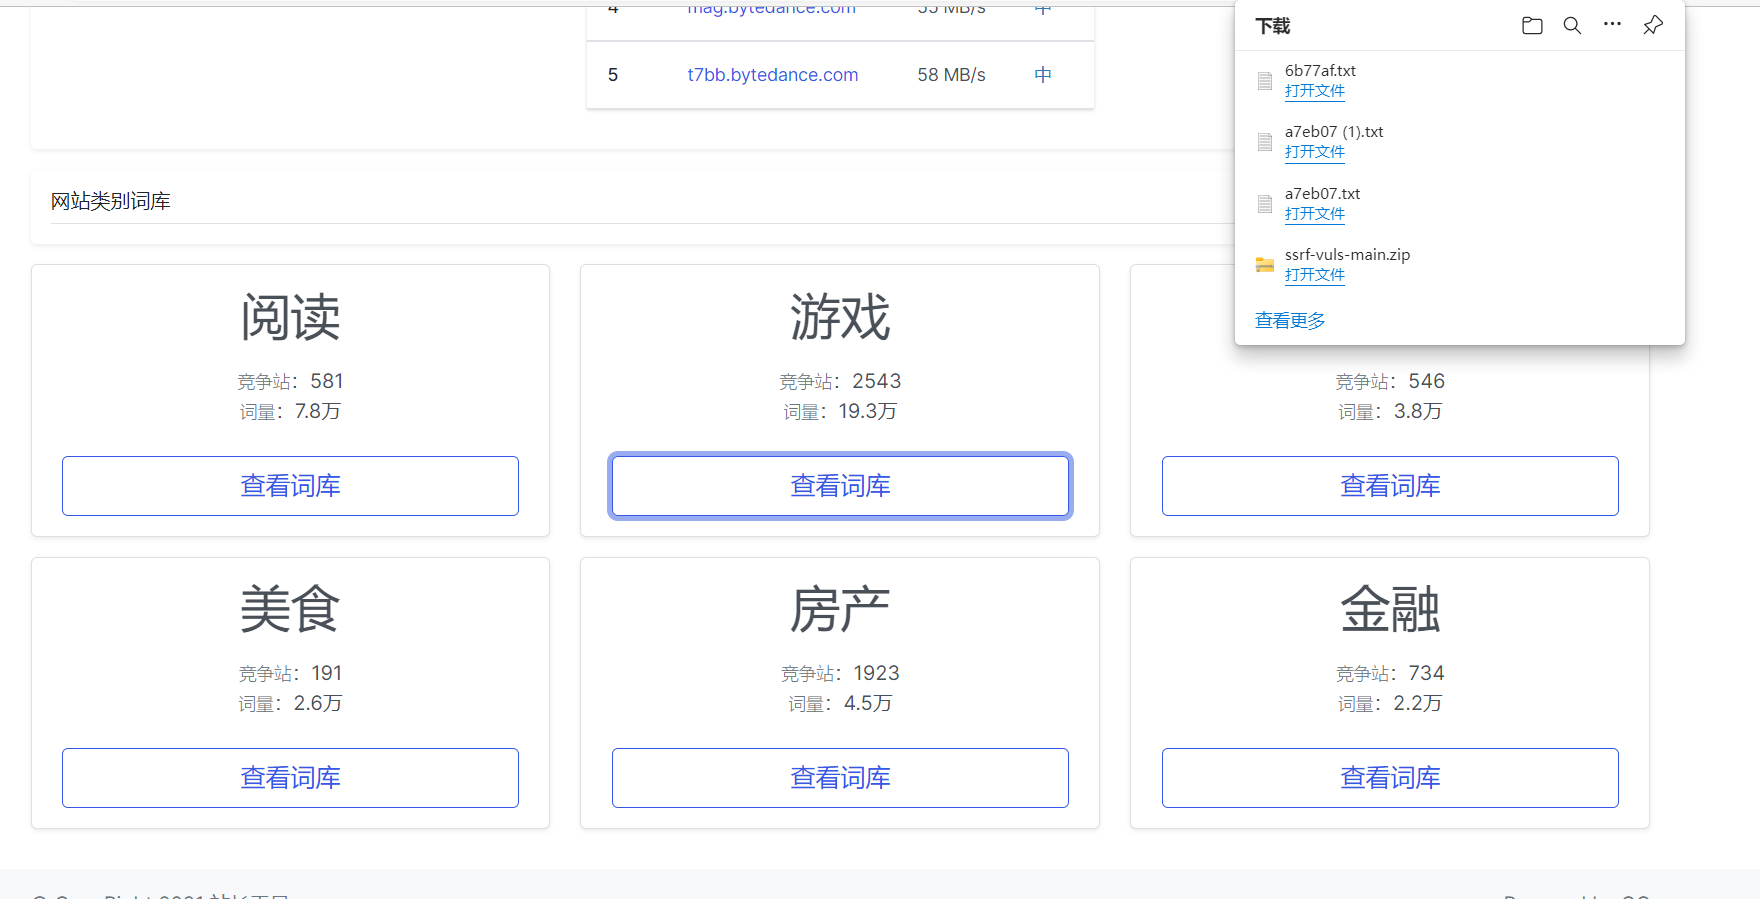 4 mag.bytedance.com 55 MB/s 中
5 t7bb.bytedance.com 58 MB/s 中
下载
6b77af.txt
打开文件
a7eb07 (1).txt
打开文件
a7eb07.txt
打开文件
ssrf-vuls-main.zip
打开文件
查看更多
网站类别词库
阅读
竞争站：581
词量：7.8万
查看词库
游戏
竞争站：2543
词量：19.3万
查看词库
竞争站：546
词量：3.8万
查看词库
美食
竞争站：191
词量：2.6万
查看词库
房产
竞争站：1923
词量：4.5万
查看词库
金融
竞争站：734
词量：2.2万
查看词库